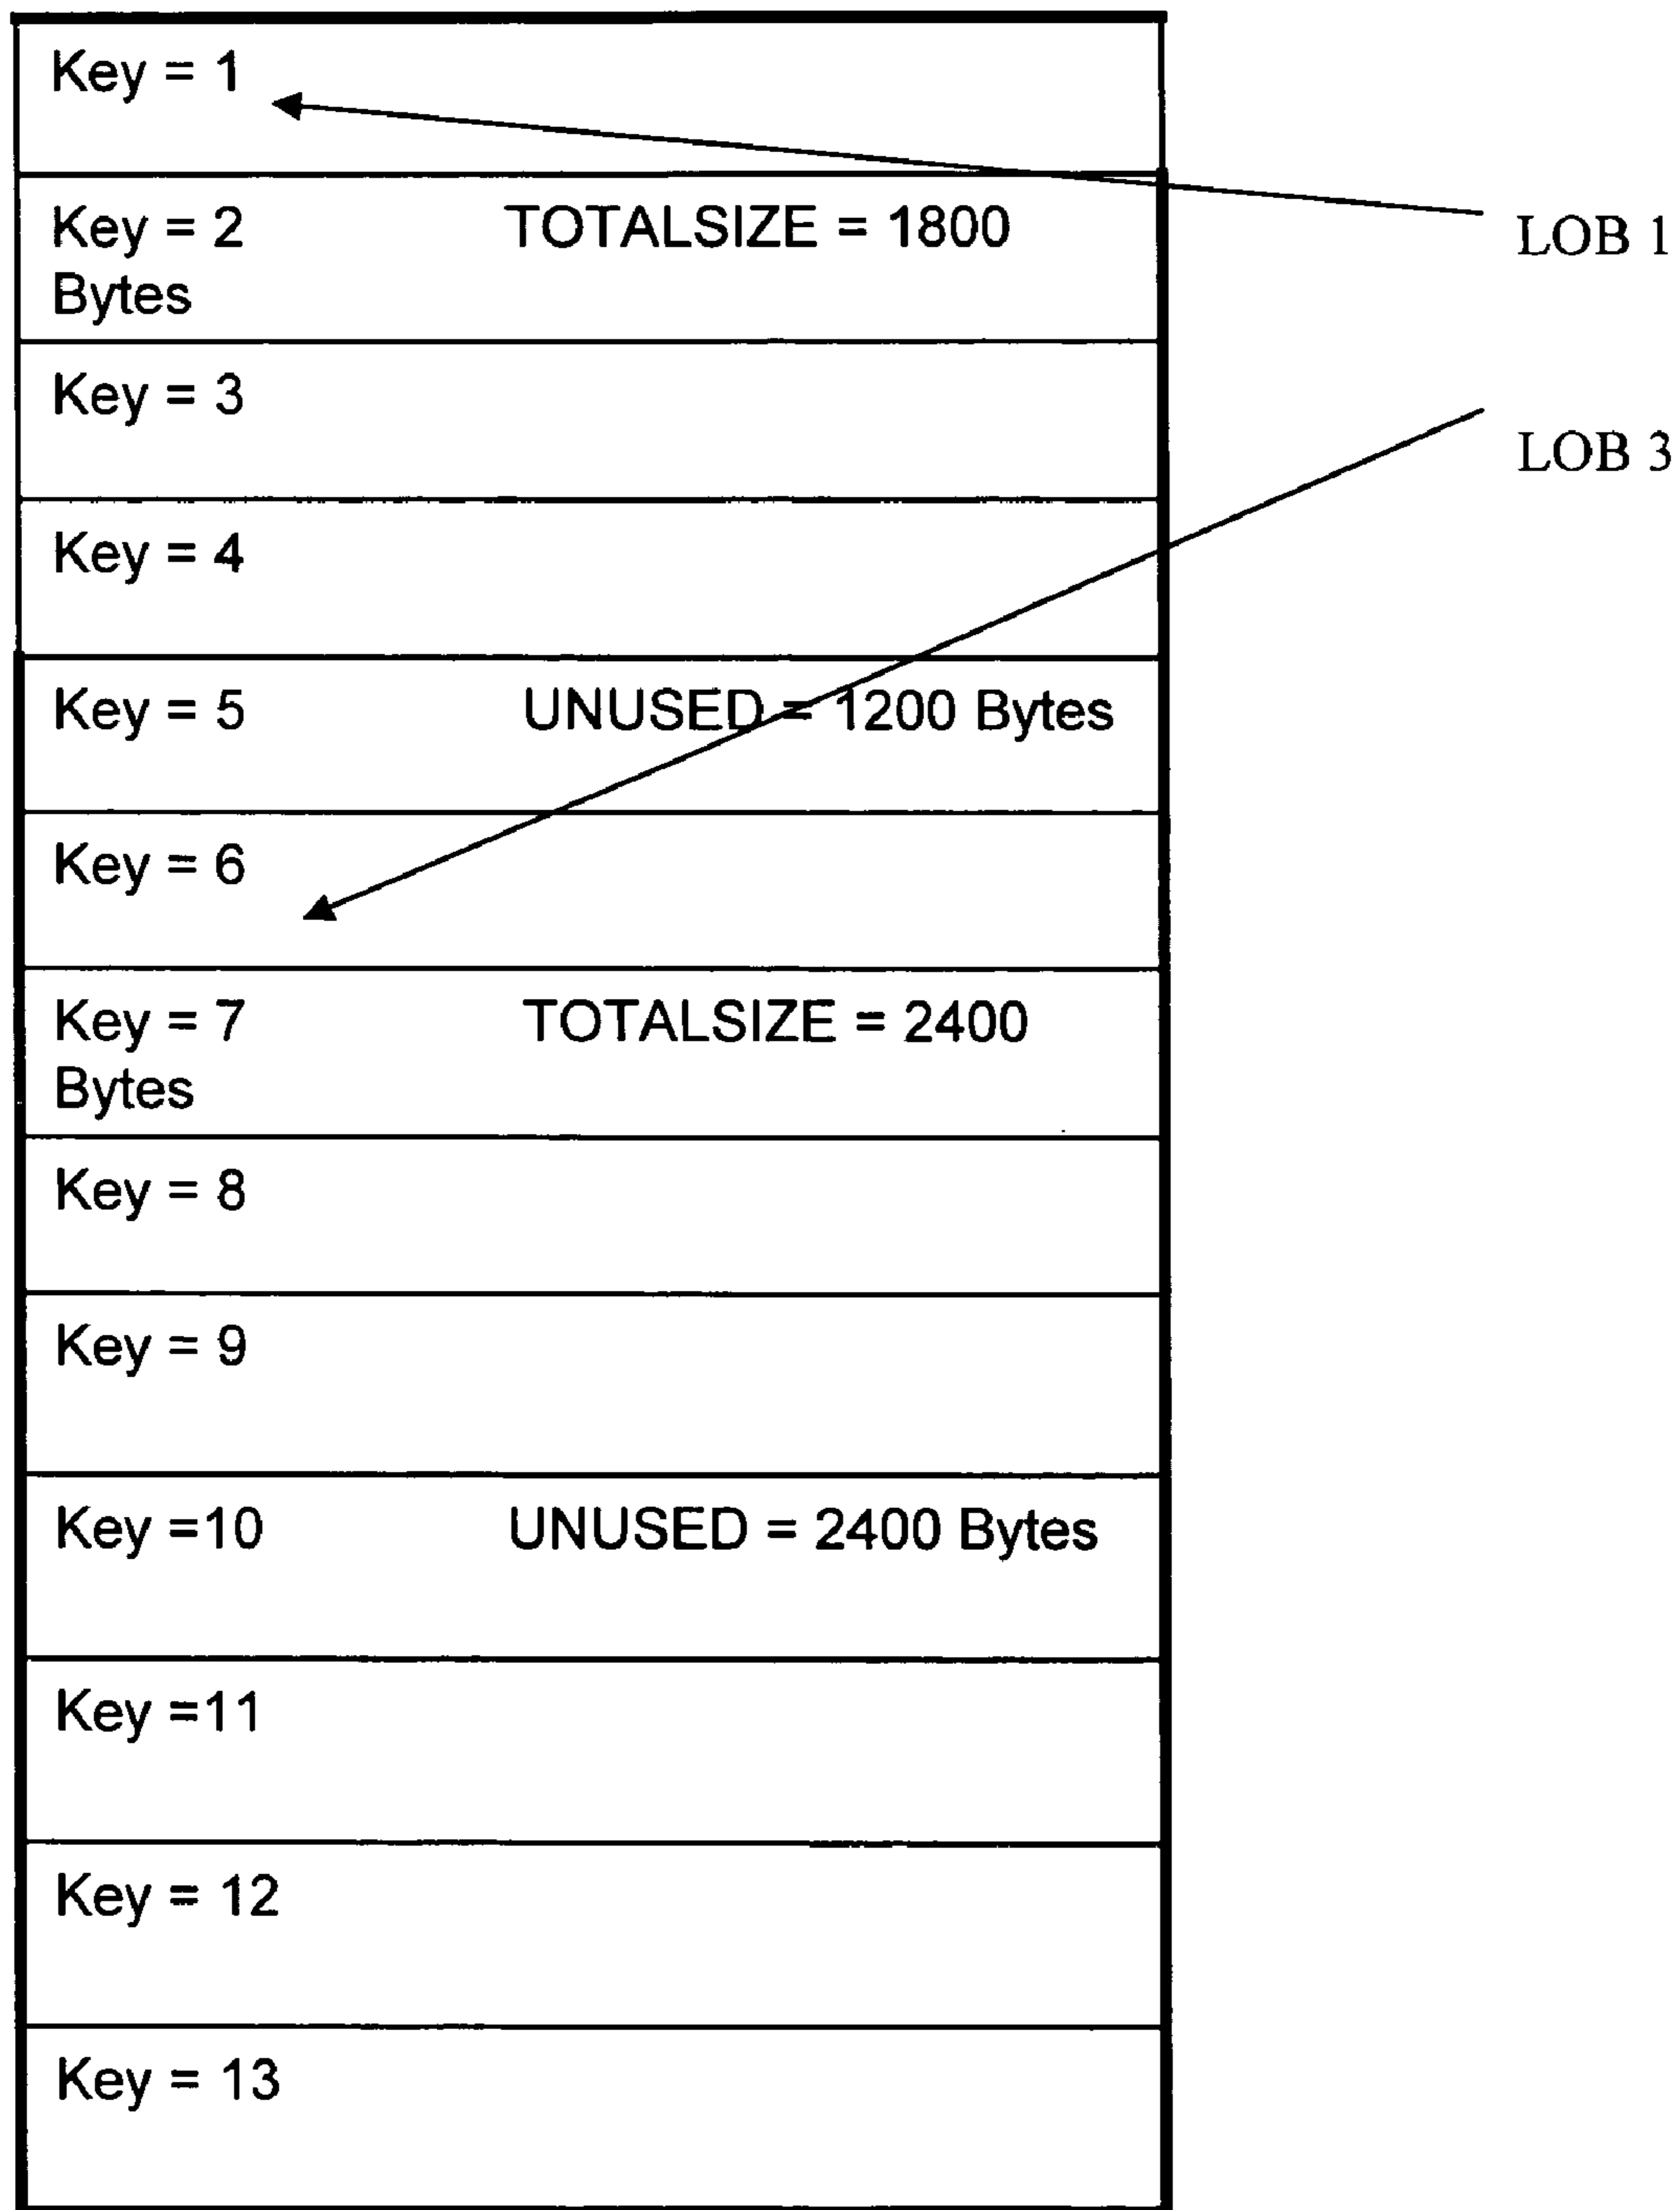 Key = 1
Key = 2 TOTALSIZE = 1800
Bytes
LOB 1
Key = 3
LOB 3
Key = 4
Key = 5 UNUSED = 1200 Bytes
Key = 6
Key = 7 TOTALSIZE = 2400
Bytes
Key = 8
Key = 9
Key =10 UNUSED = 2400 Bytes
Key =11
Key = 12
Key = 13